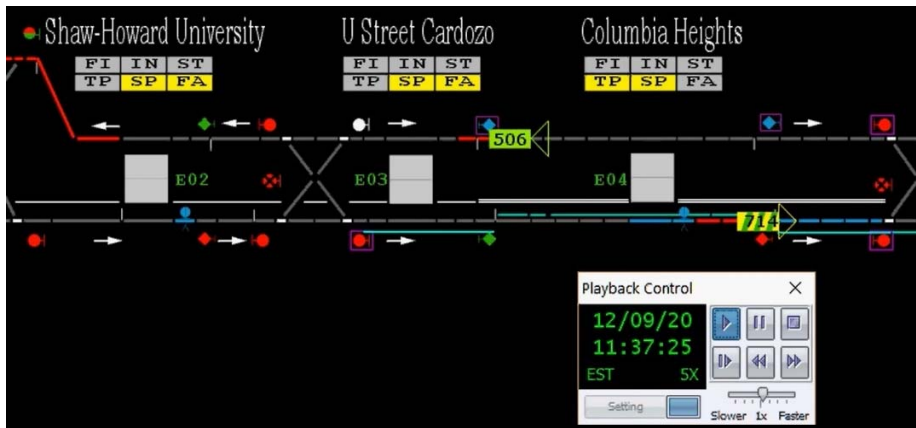 Shaw-Howard University
U Street Cardozo
Columbia Heights
FI IN ST
TP SP FA
FI IN ST
TP SP FA
FI IN ST
TP SP FA
506
E02
E03
E04
714
Playback Control
12/09/20
11:37:25
EST 5X
Setting
Slower 1x Faster